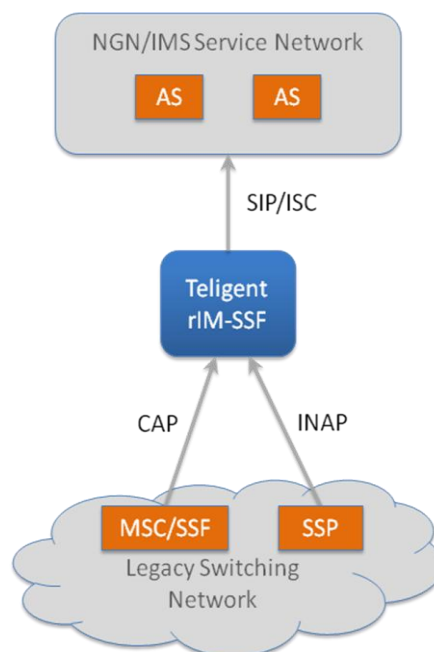 NGN/IMS Service Network
AS AS
SIP/ISC
Teligent
rIM-SSF
CAP INAP
MSC/SSF SSP
Legacy Switching
Network